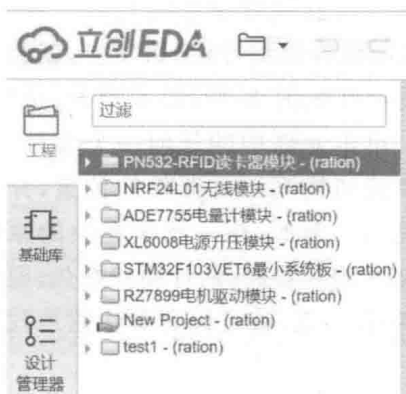 立创EDA
过滤
工程
PN532-RFID读卡器模块 - (ration)
NRF24L01无线模块 - (ration)
ADE7755电量计模块 - (ration)
基础库
XL6008电源升压模块 - (ration)
STM32F103VET6最小系统板 - (ration)
RZ7899电机驱动模块 - (ration)
New Project - (ration)
test1 - (ration)
设计
管理器